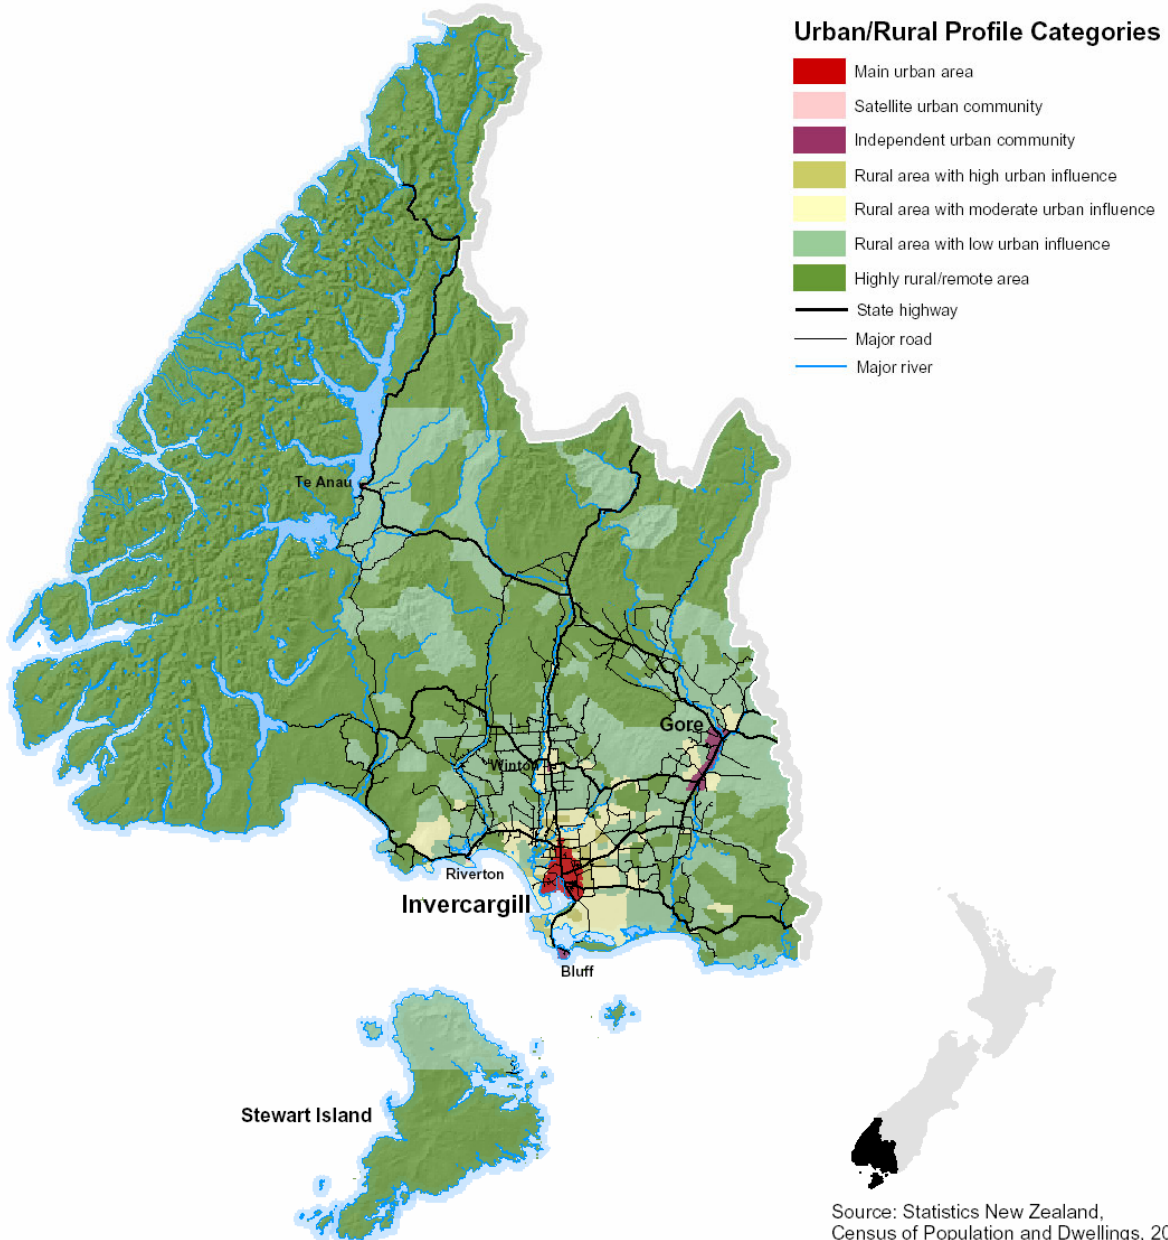 Urban/Rural Profile Categories
Main urban area
Satellite urban community
Independent urban community
Rural area with high urban influence
Rural area with moderate urban influence
Rural area with low urban influence
Highly rural/remote area
State highway
Major road
Major river
Te Anau
Gore
Winton
Riverton
Invercargill
Bluff
Stewart Island
Source: Statistics New Zealand,
Census of Population and Dwellings,